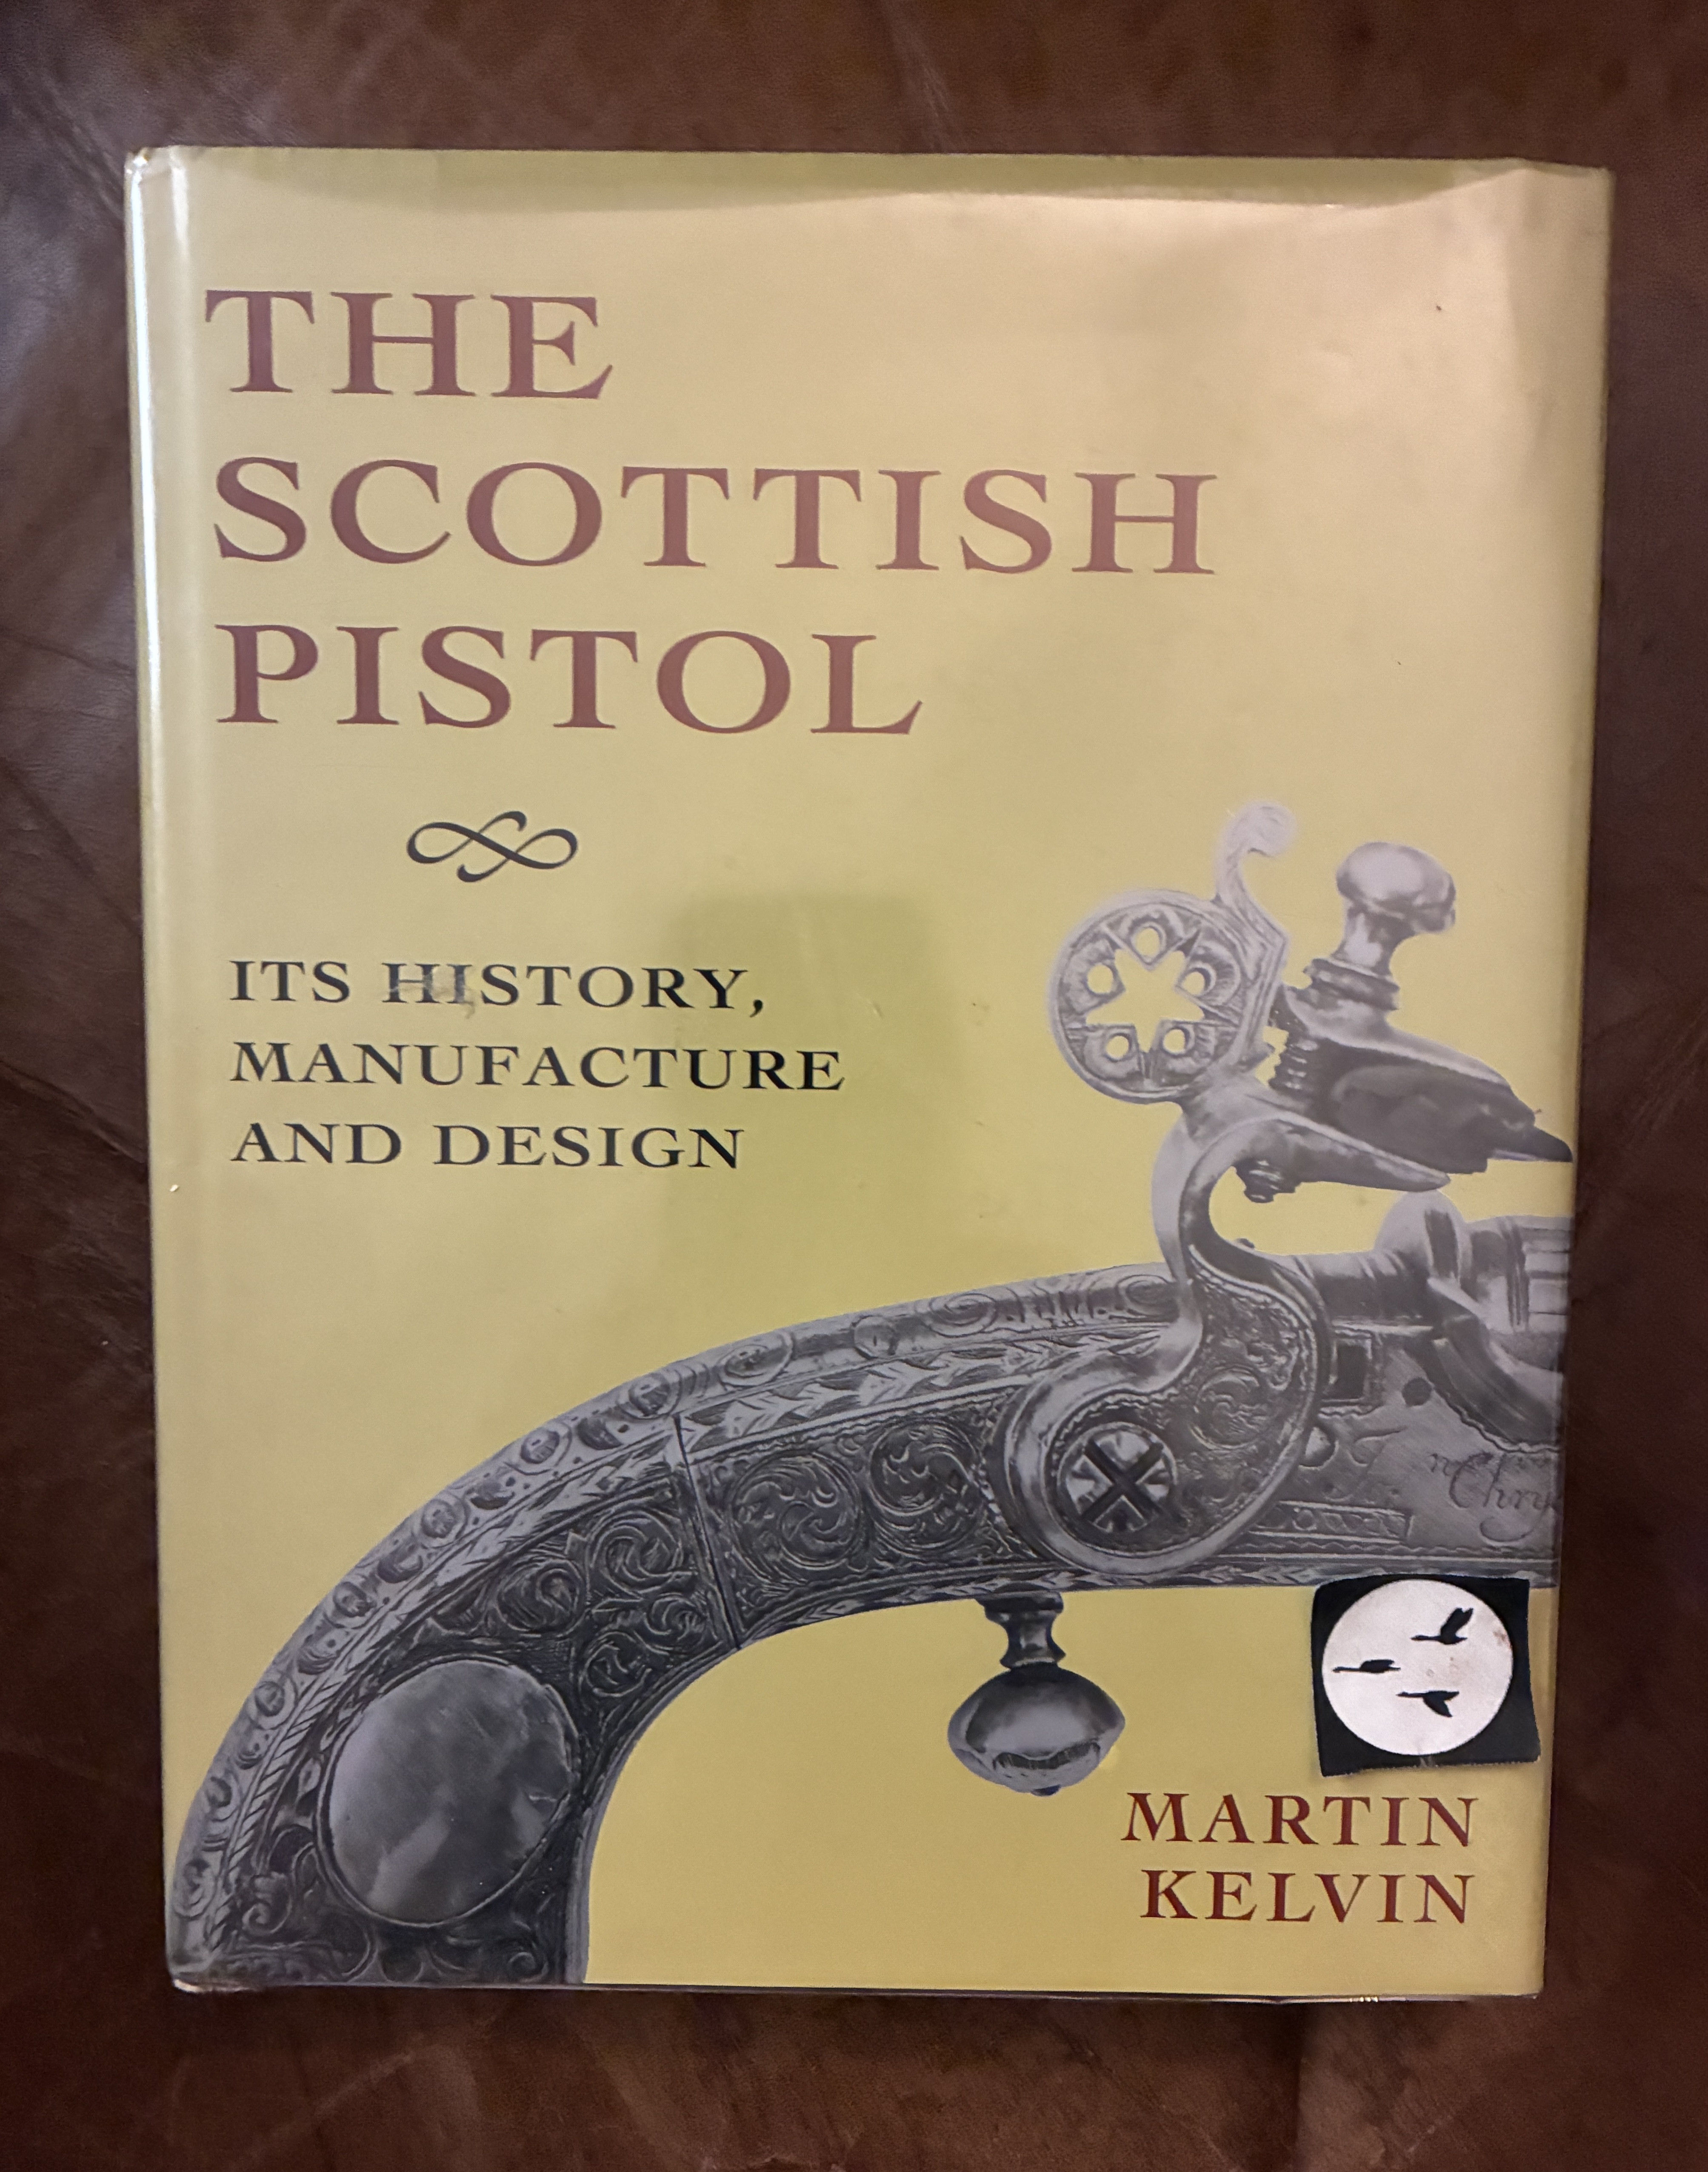 THE
SCOTTISH
PISTOL
ITS HISTORY,
MANUFACTURE
AND DESIGN
MARTIN
KELVIN